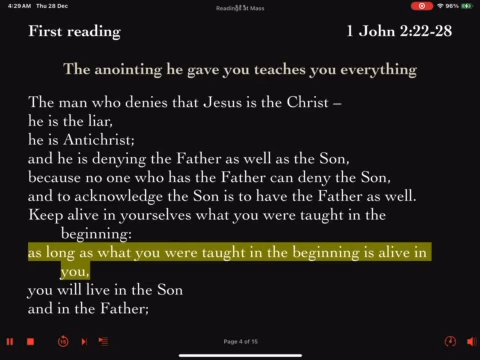 4:29 AM Thu 28 Dec
96%
First reading 1 John 2:22-28
The anointing he gave you teaches you everything
The man who denies that Jesus is the Christ –
he is the liar,
he is Antichrist;
and he is denying the Father as well as the Son,
because no one who has the Father can deny the Son,
and to acknowledge the Son is to have the Father as well.
Keep alive in yourselves what you were taught in the
beginning:
as long as what you were taught in the beginning is alive in
you,
you will live in the Son
and in the Father;
Page 4 of 15